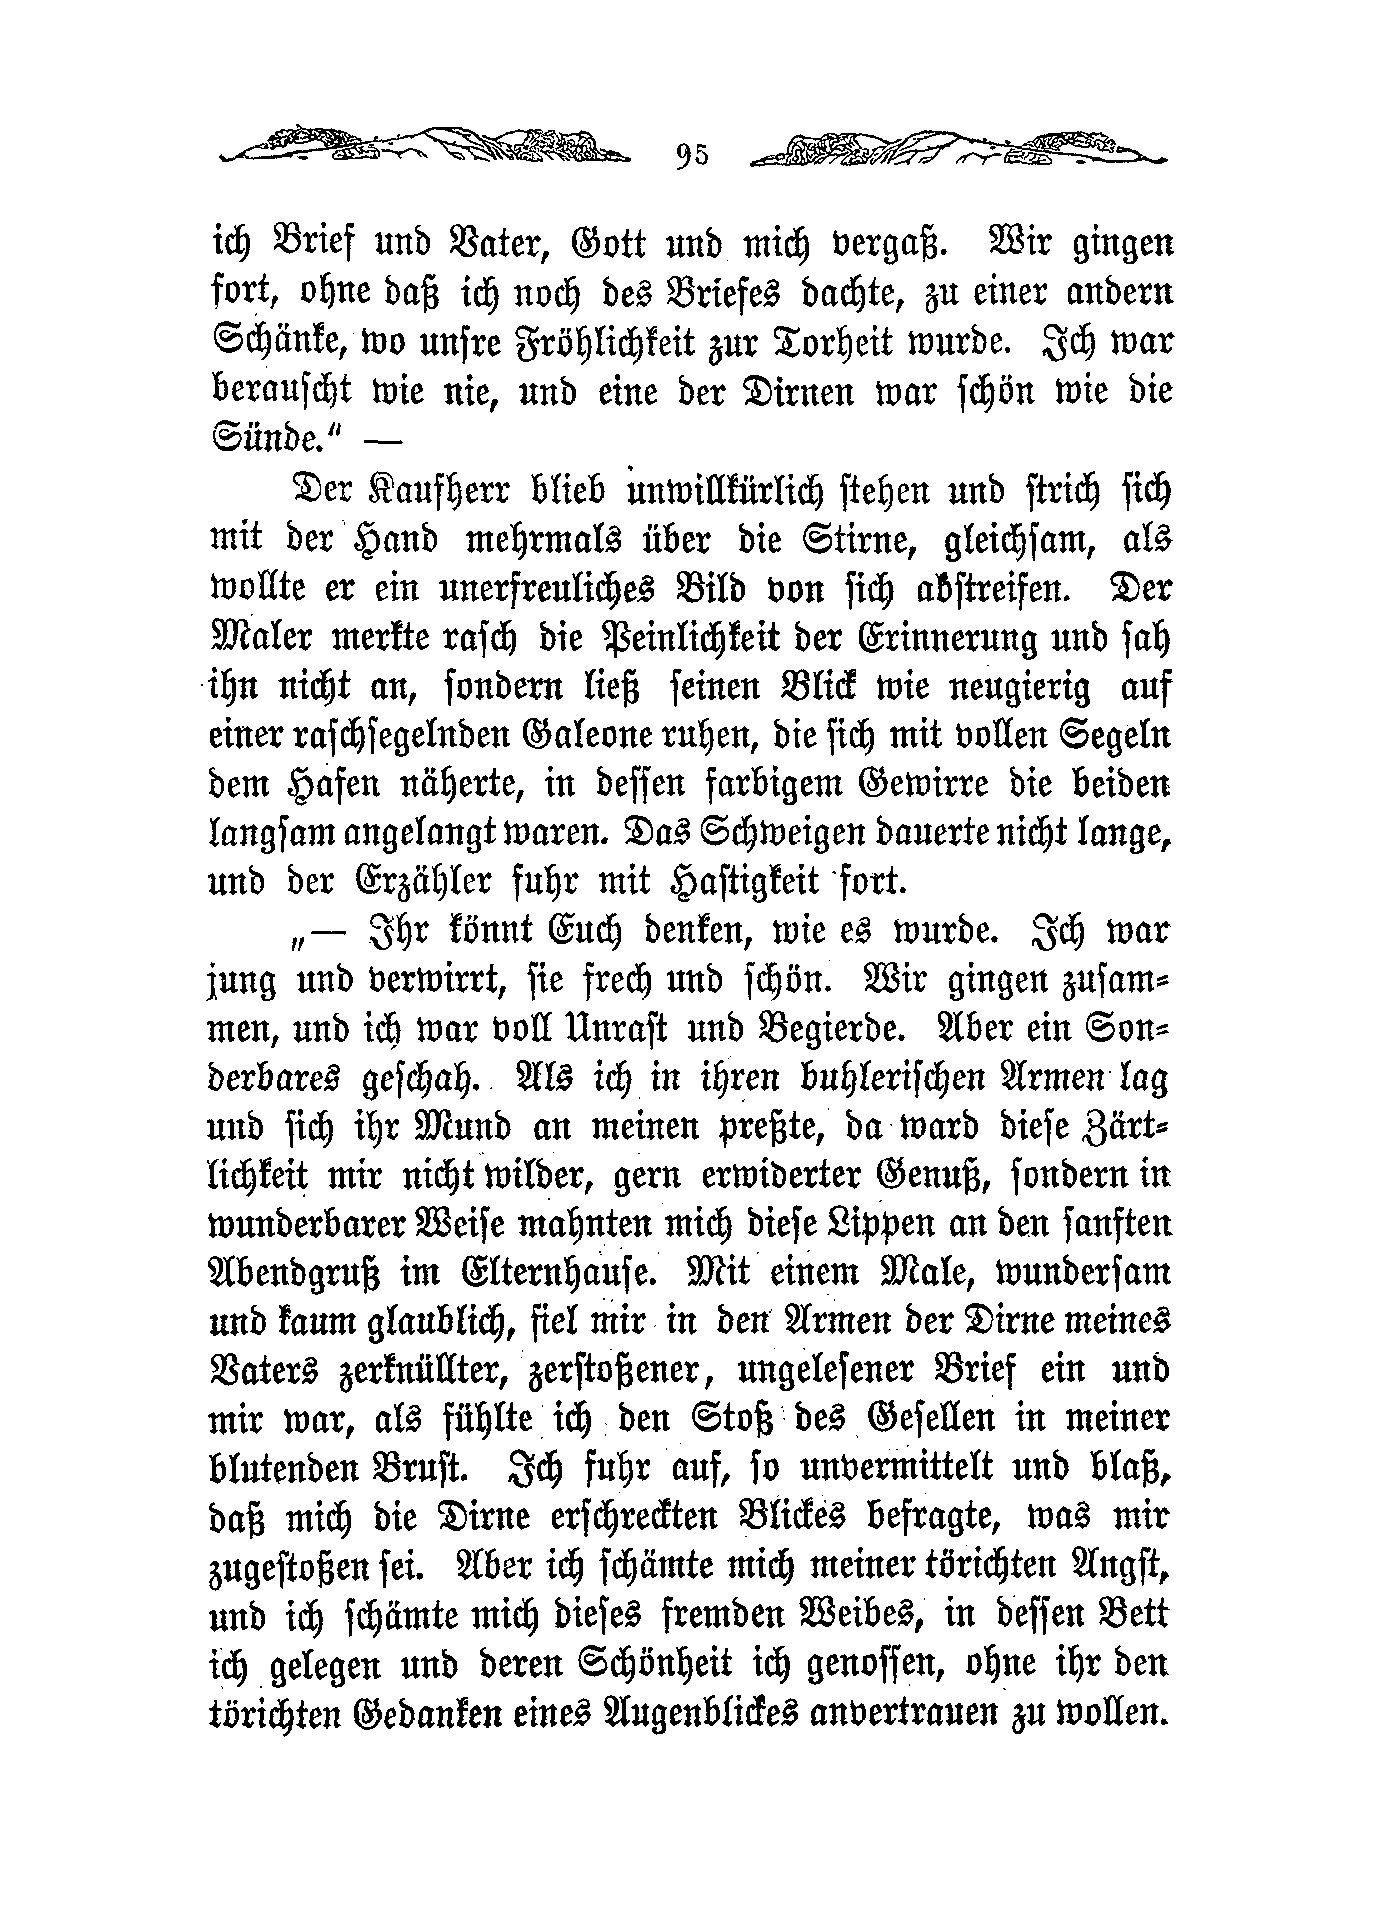 95
ich Brief und Vater, Gott und mich vergaß. Wir gingen
fort, ohne daß ich noch des Briefes dachte, zu einer andern
Schänke, wo unsre Fröhlichkeit zur Torheit wurde. Ich war
berauscht wie nie, und eine der Dirnen war schön wie die
Sünde.“ —
Der Kaufherr blieb unwillkürlich stehen und strich sich
mit der Hand mehrmals über die Stirne, gleichsam, als
wollte er ein unerfreuliches Bild von sich abstreifen. Der
Maler merkte rasch die Peinlichkeit der Erinnerung und sah
ihn nicht an, sondern ließ seinen Blick wie neugierig auf
einer raschsegelnden Galeone ruhen, die sich mit vollen Segeln
dem Hafen näherte, in dessen farbigem Gewirre die beiden
langsam angelangt waren. Das Schweigen dauerte nicht lange,
und der Erzähler fuhr mit Hastigkeit fort.
„— Ihr könnt Euch denken, wie es wurde. Ich war
jung und verwirrt, sie frech und schön. Wir gingen zusam-
men, und ich war voll Unrast und Begierde. Aber ein Son-
derbares geschah. Als ich in ihren buhlerischen Armen lag
und sich ihr Mund an meinen preßte, da ward diese Zärt-
lichkeit mir nicht wilder, gern erwiderter Genuß, sondern in
wunderbarer Weise mahnten mich diese Lippen an den sanften
Abendgruß im Elternhause. Mit einem Male, wundersam
und kaum glaublich, fiel mir in den Armen der Dirne meines
Vaters zerknüllter, zerstoßener, ungelesener Brief ein und
mir war, als fühlte ich den Stoß des Gesellen in meiner
blutenden Brust. Ich fuhr auf, so unvermittelt und blaß,
daß mich die Dirne erschreckten Blickes befragte, was mir
zugestoßen sei. Aber ich schämte mich meiner törichten Angst,
und ich schämte mich dieses fremden Weibes, in dessen Bett
ich gelegen und deren Schönheit ich genossen, ohne ihr den
törichten Gedanken eines Augenblickes anvertrauen zu wollen.